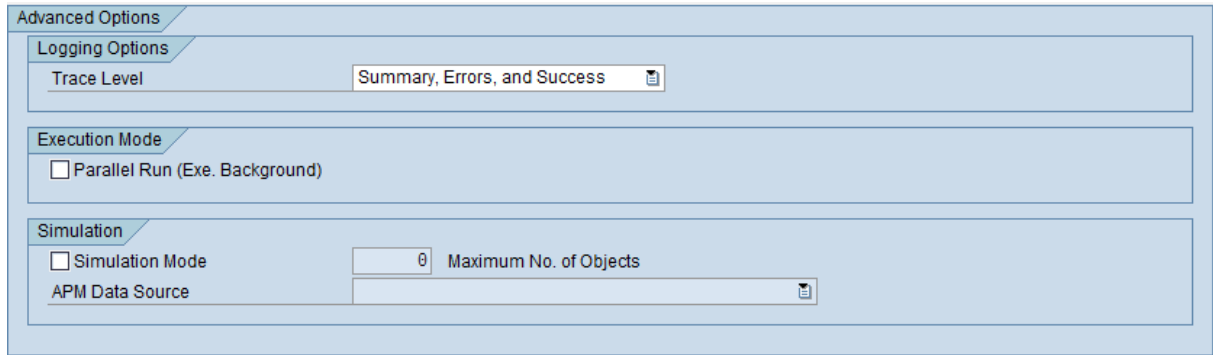 Advanced Options
Logging Options
Trace Level Summary, Errors, and Success
Execution Mode
Parallel Run (Exe. Background)
Simulation
Simulation Mode 0 Maximum No. of Objects
APM Data Source